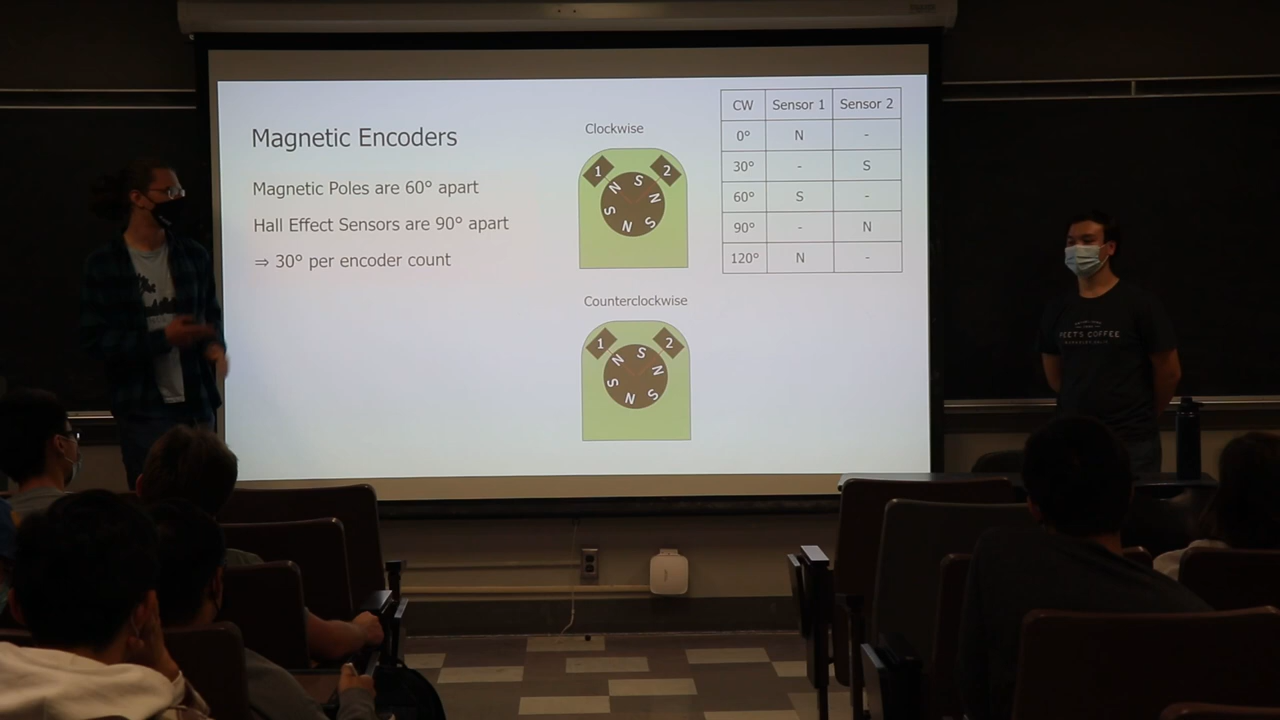 Magnetic Encoders
Magnetic Poles are 60° apart
Hall Effect Sensors are 90° apart
⇒ 30° per encoder count
Clockwise
1 2
N S N S N S
Counterclockwise
1 2
N S N S N S
CW Sensor 1 Sensor 2
0° N -
30° - S
60° S -
90° - N
120° N -
PEET'S COFFEE